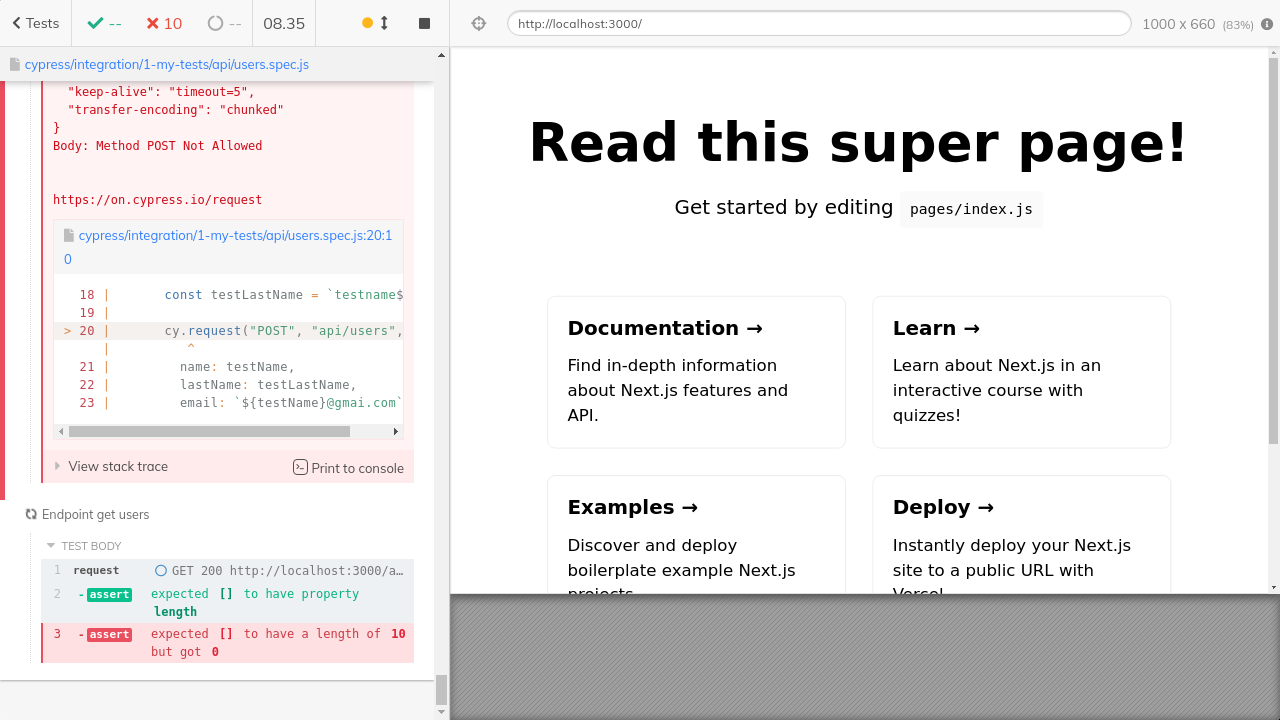 Tests
--
10
--
08.35
http://localhost:3000/
1000 x 660 (83%)
cypress/integration/1-my-tests/api/users.spec.js
"keep-alive": "timeout=5",
"transfer-encoding": "chunked"
}
Body: Method POST Not Allowed
https://on.cypress.io/request
cypress/integration/1-my-tests/api/users.spec.js:20:1
0
18 | const testLastName = `testname$
19 |
> 20 | cy.request("POST", "api/users",
| ^
21 | name: testName,
22 | lastName: testLastName,
23 | email: `${testName}@gmai.com`
View stack trace
Print to console
Endpoint get users
TEST BODY
1 request GET 200 http://localhost:3000/a…
2 -assert expected [] to have property
length
3 -assert expected [] to have a length of 10
but got 0
Read this super page!
Get started by editing pages/index.js
Documentation →
Find in-depth information
about Next.js features and
API.
Learn →
Learn about Next.js in an
interactive course with
quizzes!
Examples →
Discover and deploy
boilerplate example Next.js
projects.
Deploy →
Instantly deploy your Next.js
site to a public URL with
Vercel.